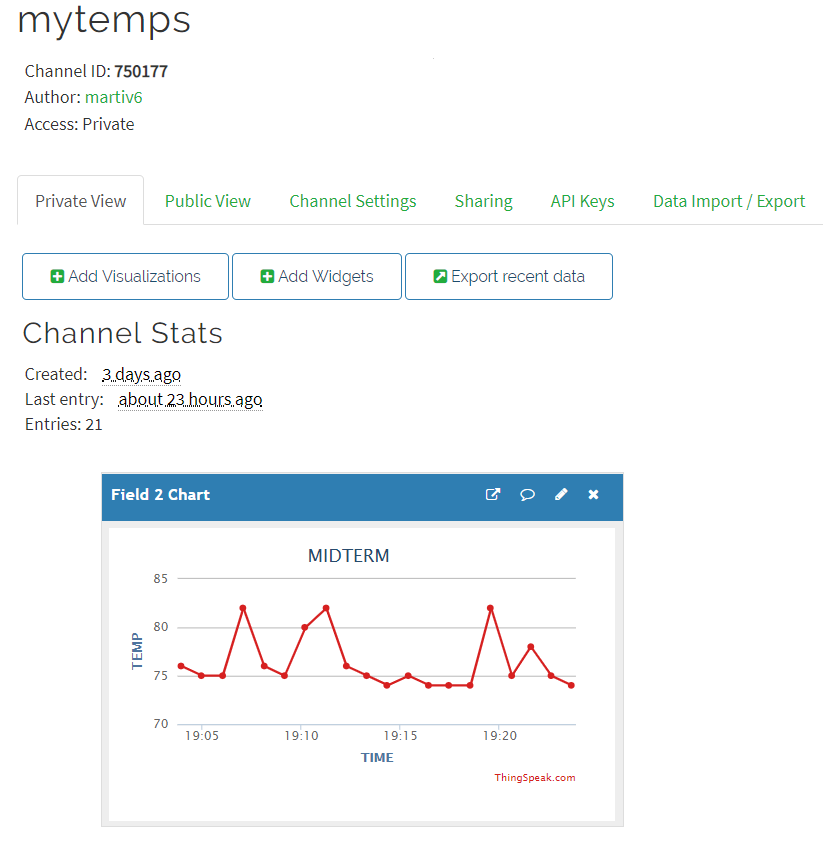 mytemps
Channel ID: 750177
Author: martiv6
Access: Private
Private View Public View Channel Settings Sharing API Keys Data Import / Export
Add Visualizations Add Widgets Export recent data
Channel Stats
Created: 3 days ago
Last entry: about 23 hours ago
Entries: 21
Field 2 Chart
MIDTERM
85
80
75
70
TEMP
19:05 19:10 19:15 19:20
TIME
ThingSpeak.com